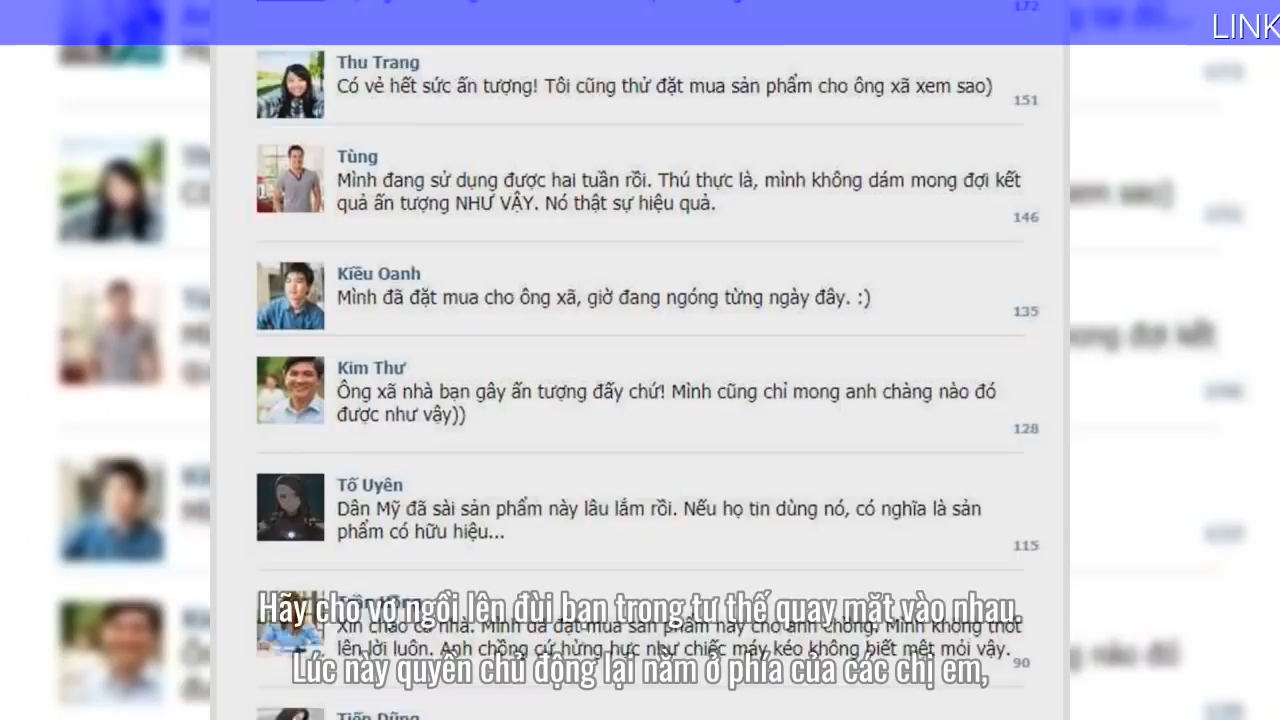 172
LINK
Thu Trang
Có vẻ hết sức ấn tượng! Tôi cũng thử đặt mua sản phẩm cho ông xã xem sao)
151
Tùng
Mình đang sử dụng được hai tuần rồi. Thú thực là, mình không dám mong đợi kết
quả ấn tượng NHƯ VẬY. Nó thật sự hiệu quả.
146
Kiều Oanh
Mình đã đặt mua cho ông xã, giờ đang ngóng từng ngày đây. :)
135
Kim Thư
Ông xã nhà bạn gây ấn tượng đấy chứ! Mình cũng chỉ mong anh chàng nào đó
được như vậy))
128
Tố Uyên
Dân Mỹ đã sài sản phẩm này lâu lắm rồi. Nếu họ tin dùng nó, có nghĩa là sản
phẩm có hữu hiệu...
115
Hãy cho vợ ngồi lên đùi bạn trong tư thế quay mặt vào nhau.
Xin chào cả nhà. Mình đã đặt mua sản phẩm này cho anh chồng. Mình không thốt
lên lời luôn. Anh chồng cứ hừng hực như chiếc máy kéo không biết mệt mỏi vậy.
90
Lúc này quyền chủ động lại nằm ở phía của các chị em,
Tiến Dũng